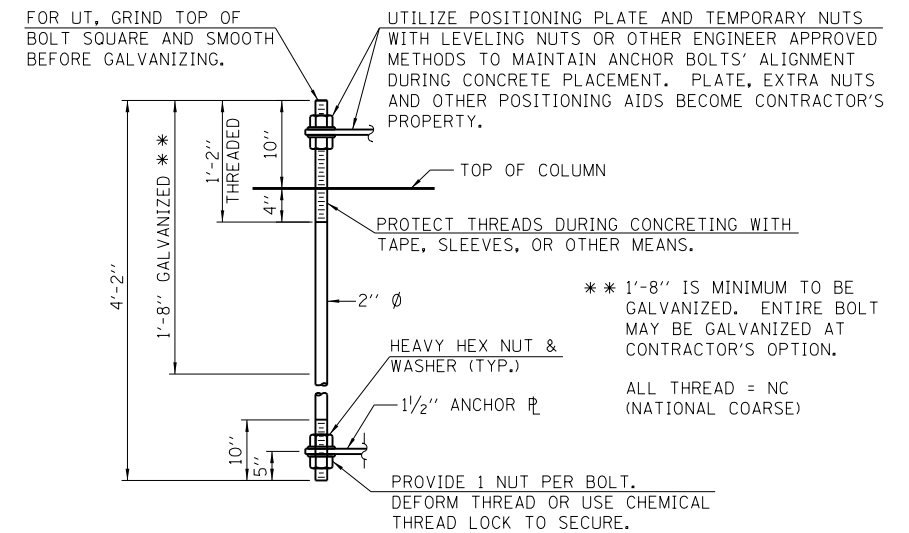 FOR UT, GRIND TOP OF
BOLT SQUARE AND SMOOTH
BEFORE GALVANIZING.
UTILIZE POSITIONING PLATE AND TEMPORARY NUTS
WITH LEVELING NUTS OR OTHER ENGINEER APPROVED
METHODS TO MAINTAIN ANCHOR BOLTS' ALIGNMENT
DURING CONCRETE PLACEMENT. PLATE, EXTRA NUTS
AND OTHER POSITIONING AIDS BECOME CONTRACTOR'S
PROPERTY.
4'-2''
1'-8'' GALVANIZED * *
1'-2''
THREADED
10''
4''
TOP OF COLUMN
PROTECT THREADS DURING CONCRETING WITH
TAPE, SLEEVES, OR OTHER MEANS.
2'' Ø
* * 1'-8'' IS MINIMUM TO BE
GALVANIZED. ENTIRE BOLT
MAY BE GALVANIZED AT
CONTRACTOR'S OPTION.
ALL THREAD = NC
(NATIONAL COARSE)
HEAVY HEX NUT &
WASHER (TYP.)
1 1/2'' ANCHOR PL
10''
5''
PROVIDE 1 NUT PER BOLT.
DEFORM THREAD OR USE CHEMICAL
THREAD LOCK TO SECURE.